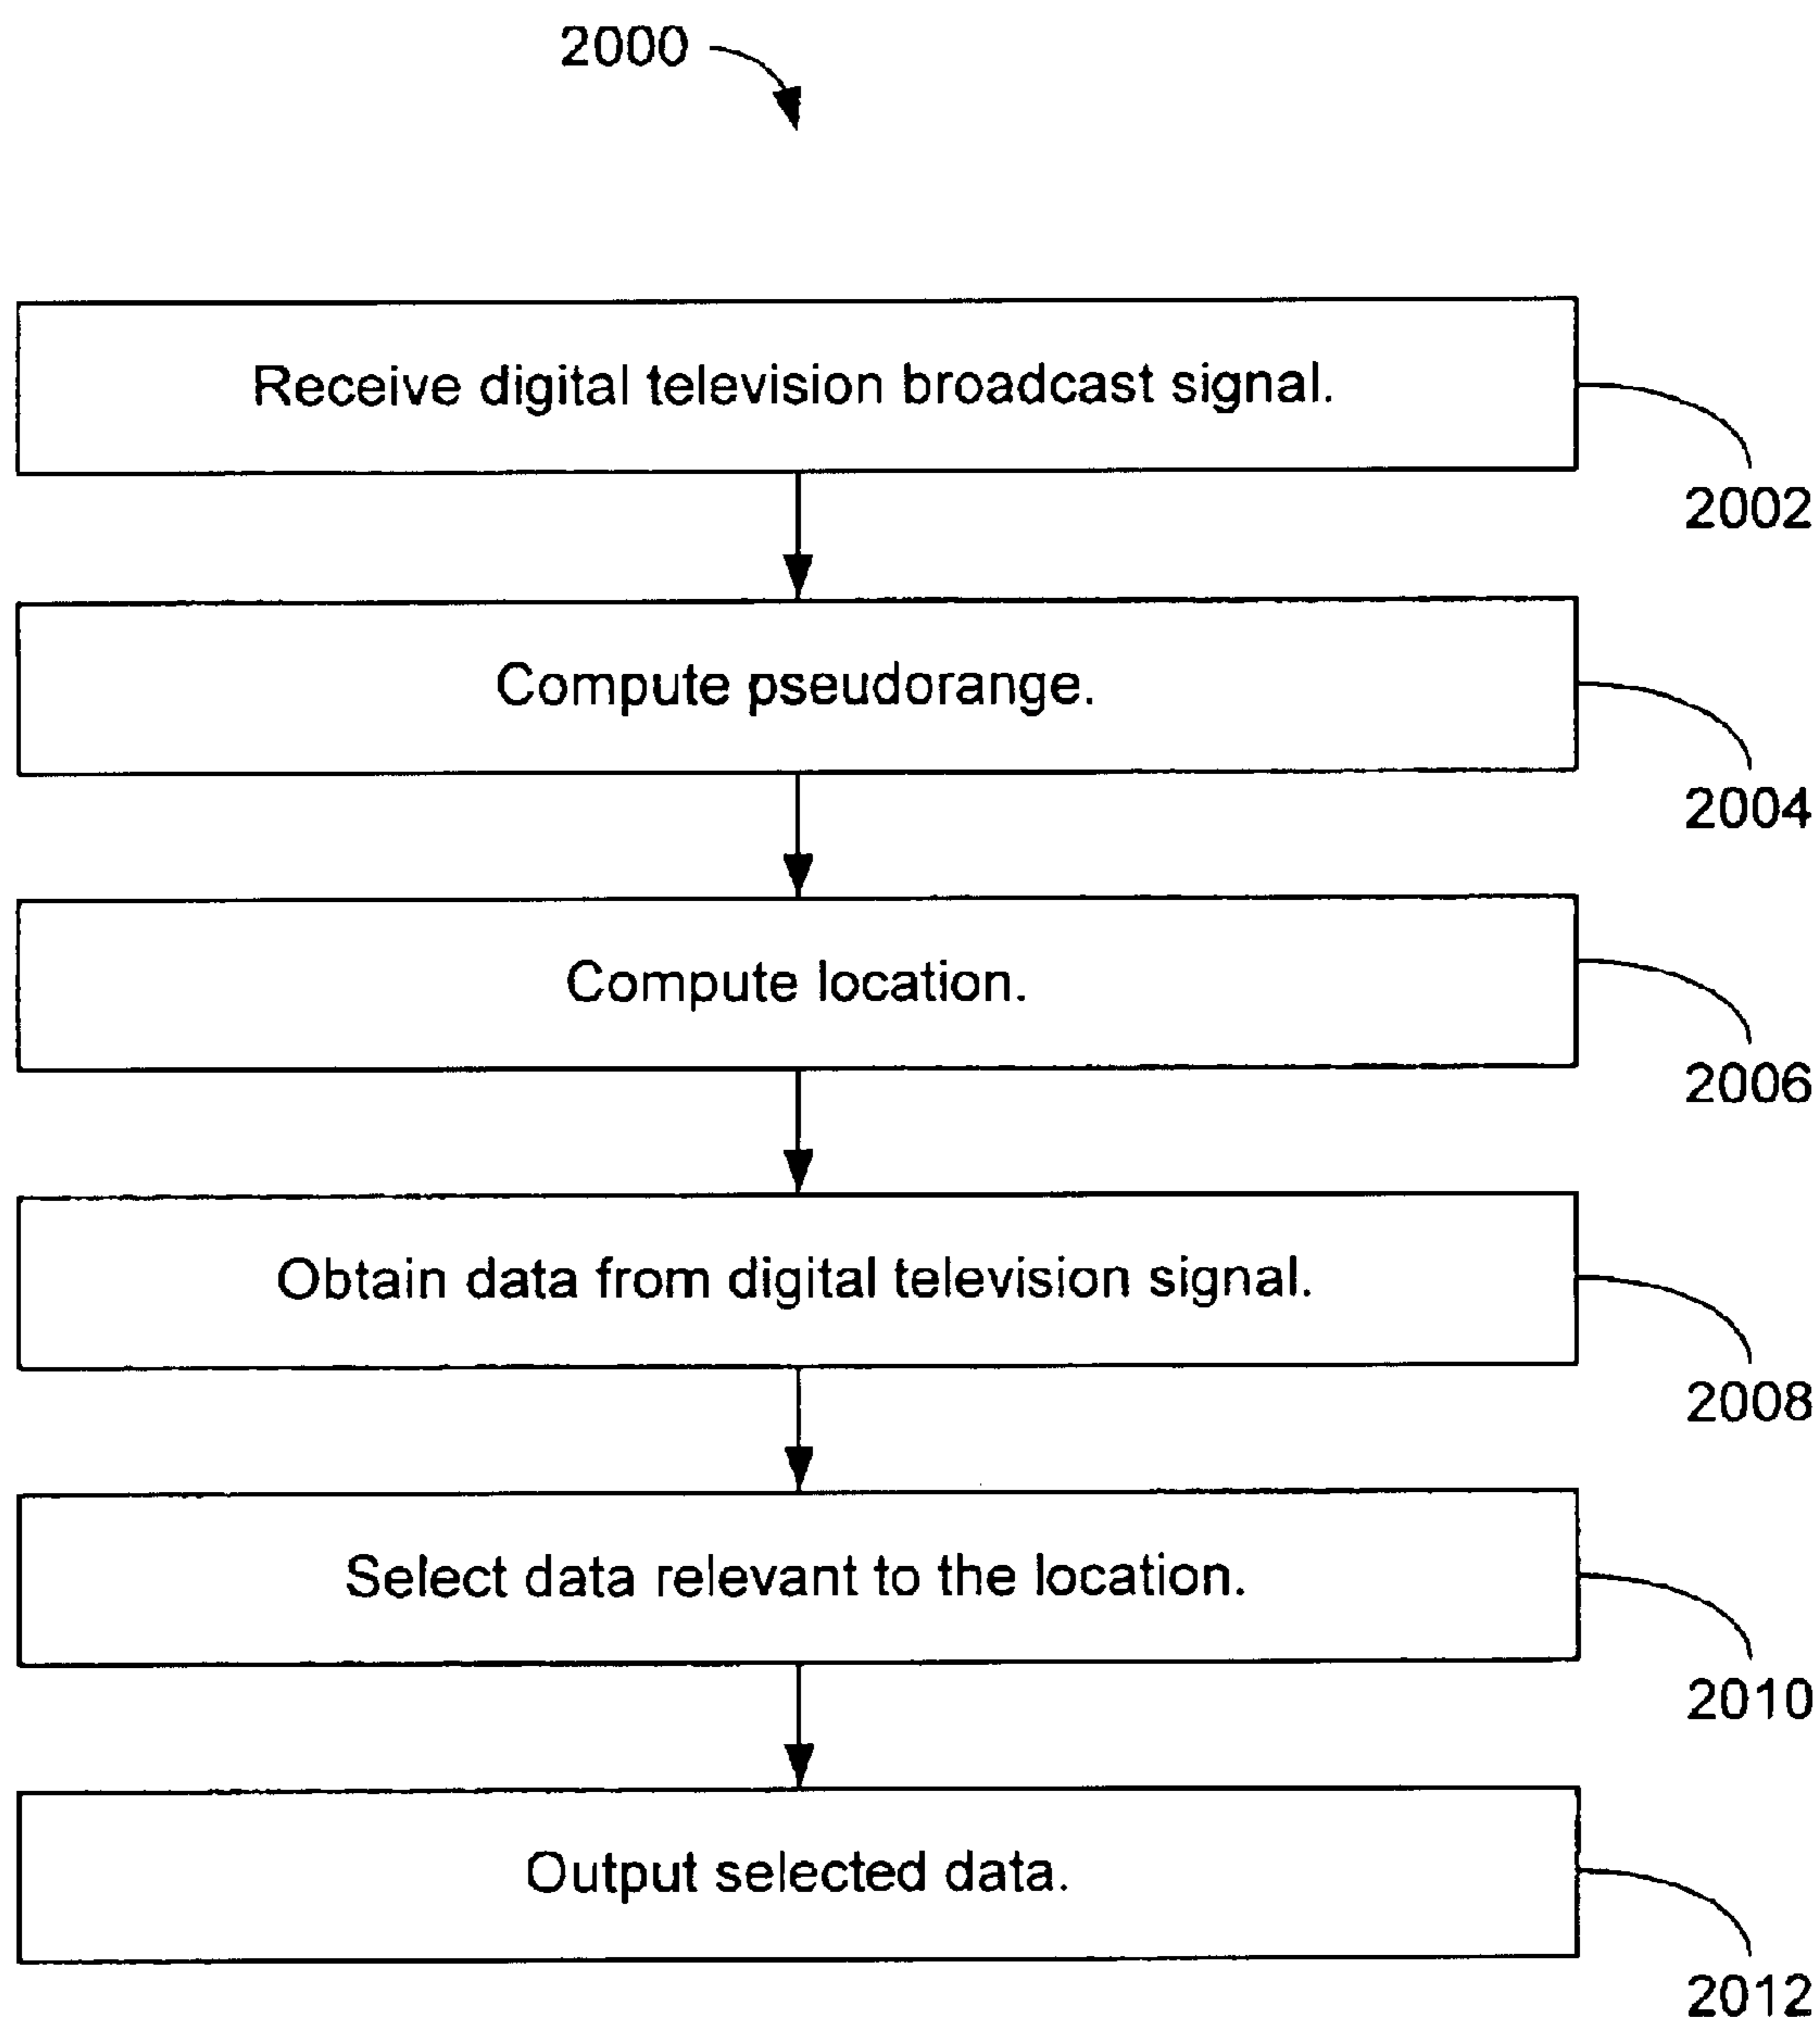 2000
Receive digital television broadcast signal.
2002
Compute pseudorange.
2004
Compute location.
2006
Obtain data from digital television signal.
2008
Select data relevant to the location.
2010
Output selected data.
2012